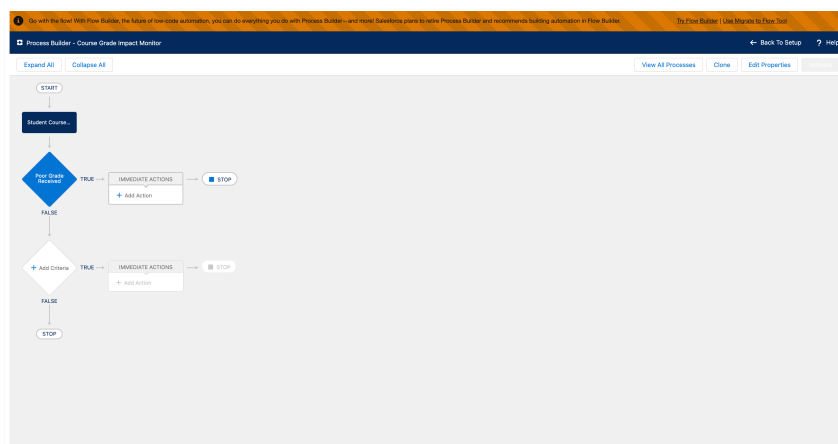 Go with the flow! With Flow Builder, the future of low-code automation, you can do everything you do with Process Builder—and more! Salesforce plans to retire Process Builder and recommends building automation in Flow Builder. Try Flow Builder | Use Migrate to Flow Tool
Process Builder - Course Grade Impact Monitor ← Back To Setup ? Help
Expand All Collapse All View All Processes Clone Edit Properties
START
Student Course...
Poor Grade
Received
TRUE IMMEDIATE ACTIONS STOP
+ Add Action
FALSE
+ Add Criteria TRUE IMMEDIATE ACTIONS STOP
+ Add Action
FALSE
STOP